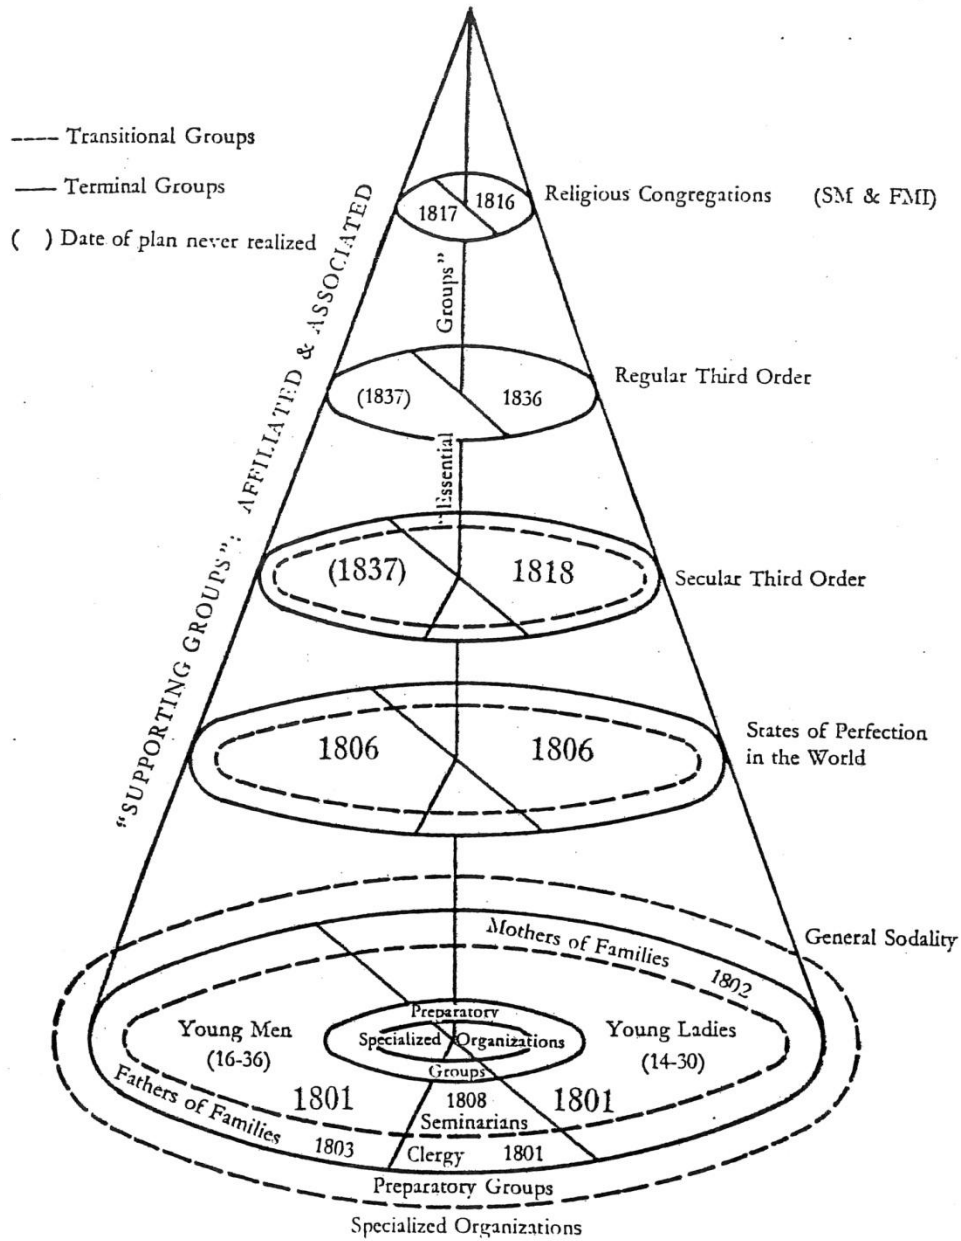 ---- Transitional Groups
— Terminal Groups
( ) Date of plan never realized
"SUPPORTING GROUPS": AFFILIATED & ASSOCIATED
1817 1816
Religious Congregations (SM & FMI)
"Essential Groups"
(1837) 1836
Regular Third Order
(1837) 1818
Secular Third Order
1806 1806
States of Perfection
in the World
General Sodality
Mothers of Families 1802
Preparatory
Specialized Organizations
Groups
Young Men
(16-36)
1801
Young Ladies
(14-30)
1801
1808
Seminarians
Fathers of Families 1803
Clergy 1801
Preparatory Groups
Specialized Organizations